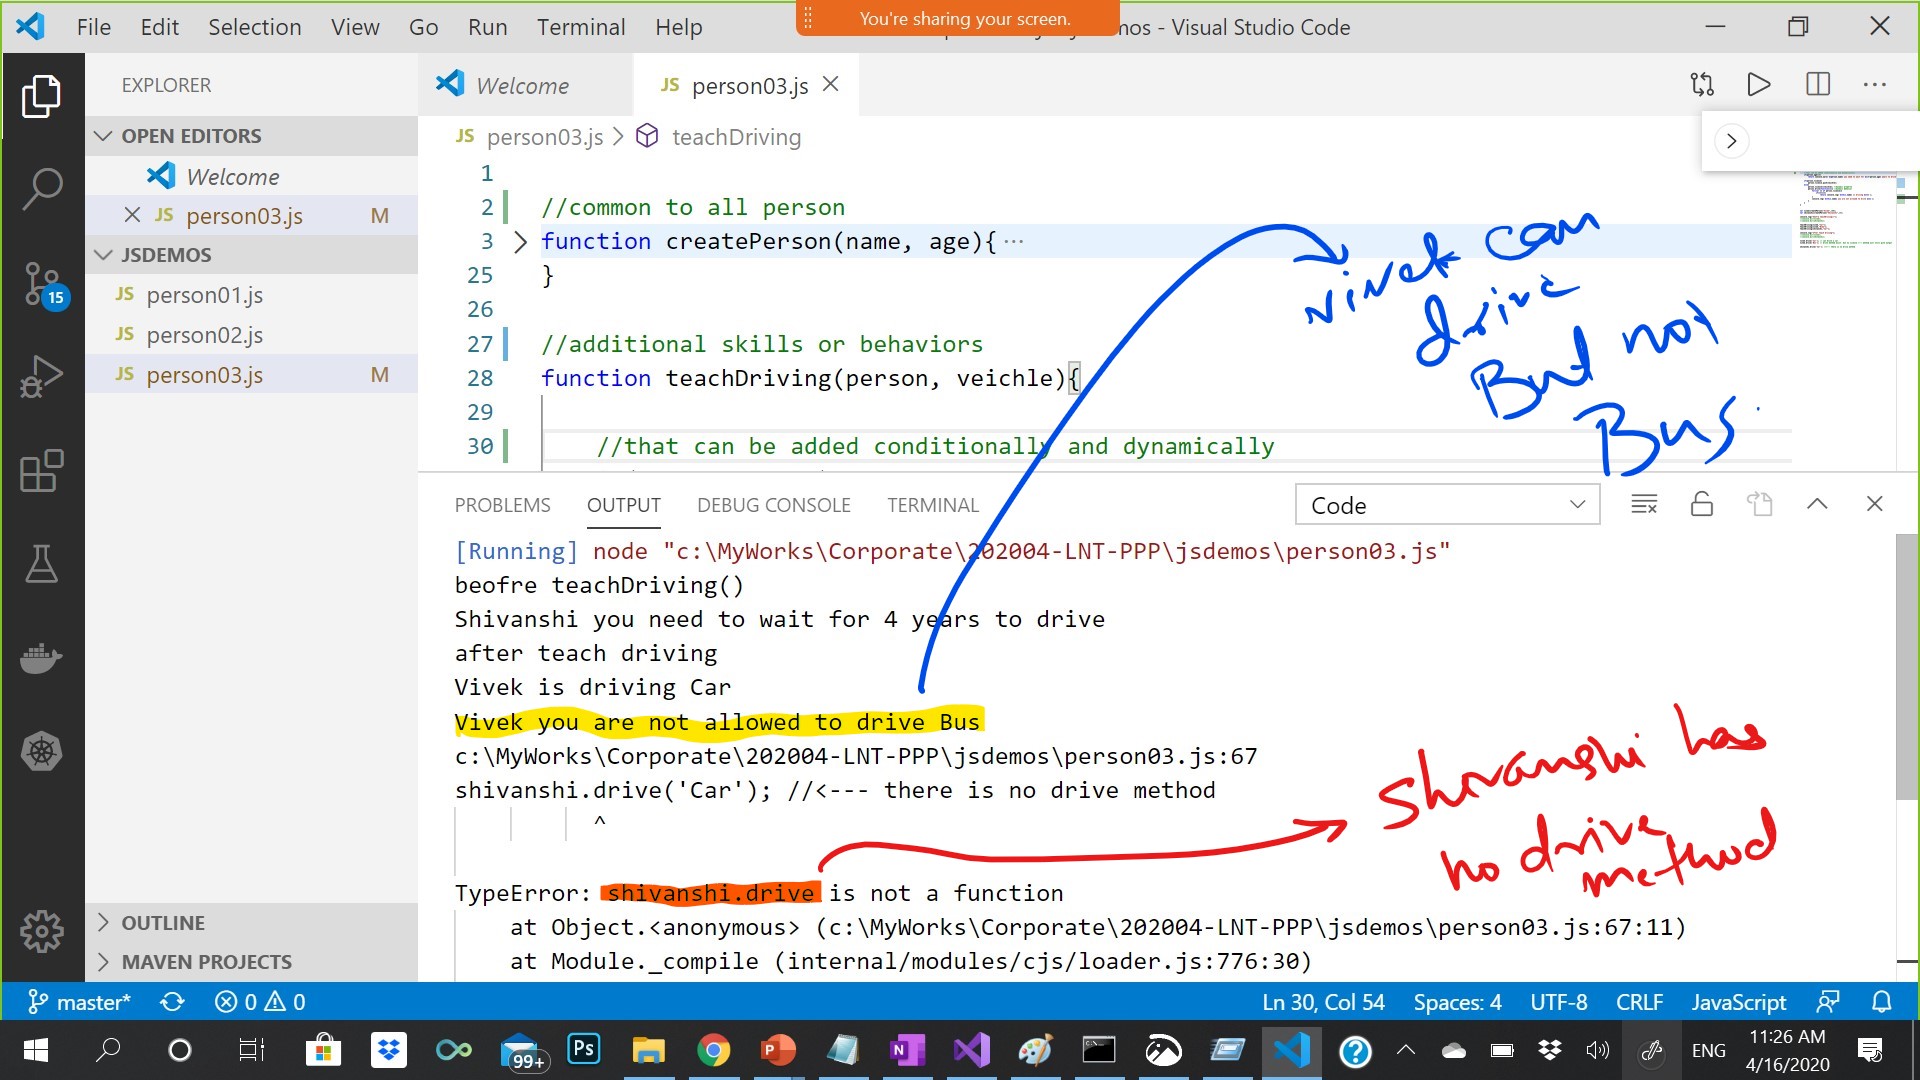 You're sharing your screen.
File Edit Selection View Go Run Terminal Help
mos - Visual Studio Code
EXPLORER
Welcome
JS person03.js
OPEN EDITORS
JS person03.js > teachDriving
Welcome
JS person03.js M
JSDEMOS
JS person01.js
JS person02.js
JS person03.js M
15
OUTLINE
MAVEN PROJECTS
1
2 //common to all person
3 function createPerson(name, age){ ...
25 }
26
27 //additional skills or behaviors
28 function teachDriving(person, veichle){
29
30 //that can be added conditionally and dynamically
vivek can
drive
But not
Bus.
PROBLEMS OUTPUT DEBUG CONSOLE TERMINAL
Code
[Running] node "c:\MyWorks\Corporate\202004-LNT-PPP\jsdemos\person03.js"
beofre teachDriving()
Shivanshi you need to wait for 4 years to drive
after teach driving
Vivek is driving Car
Vivek you are not allowed to drive Bus
c:\MyWorks\Corporate\202004-LNT-PPP\jsdemos\person03.js:67
shivanshi.drive('Car'); //<--- there is no drive method
^
shivanshi has
no drive
method
TypeError: shivanshi.drive is not a function
at Object.<anonymous> (c:\MyWorks\Corporate\202004-LNT-PPP\jsdemos\person03.js:67:11)
at Module._compile (internal/modules/cjs/loader.js:776:30)
master* 0 0
Ln 30, Col 54 Spaces: 4 UTF-8 CRLF JavaScript
99+
Ps
ENG
11:26 AM
4/16/2020